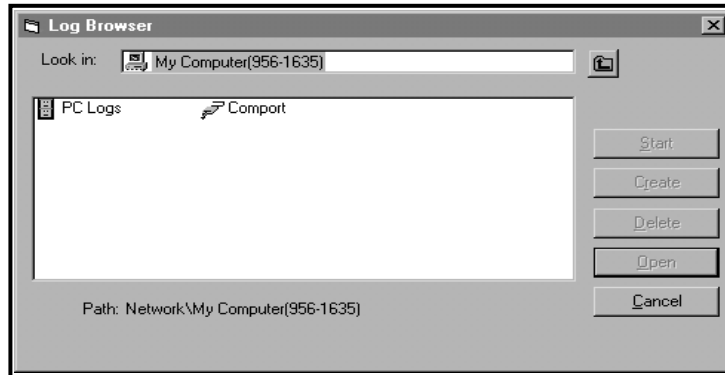 Log Browser
Look in: My Computer(956-1635)
PC Logs Comport
Start
Create
Delete
Open
Cancel
Path: Network\My Computer(956-1635)